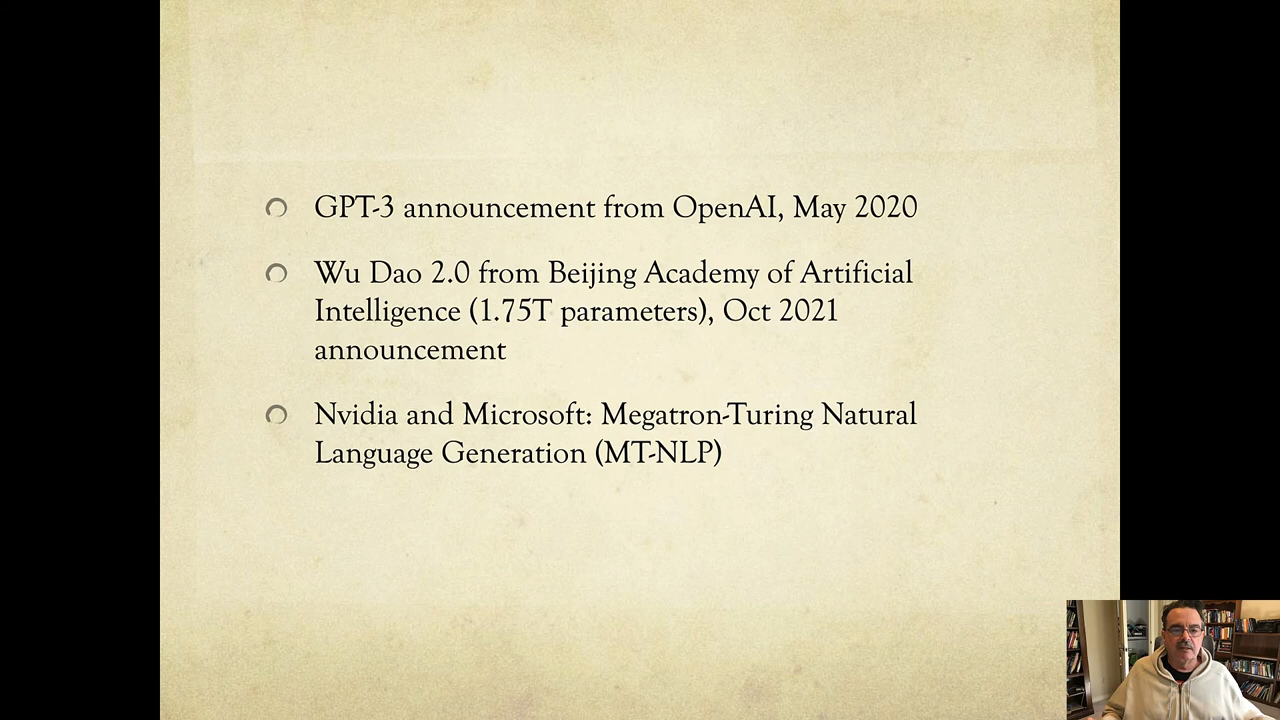 GPT-3 announcement from OpenAI, May 2020
Wu Dao 2.0 from Beijing Academy of Artificial
Intelligence (1.75T parameters), Oct 2021
announcement
Nvidia and Microsoft: Megatron-Turing Natural
Language Generation (MT-NLP)